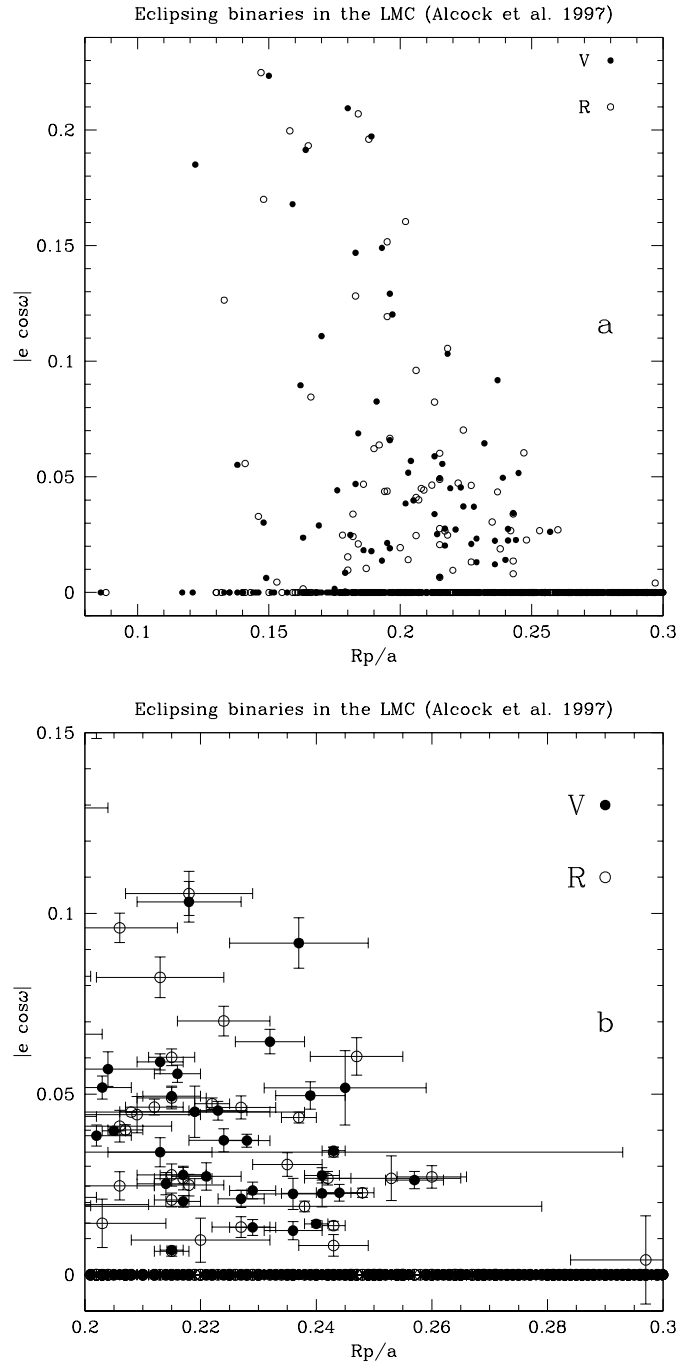 Eclipsing binaries in the LMC (Alcock et al. 1997)
V
R
0.2
0.15
|e cosω|
a
0.1
0.05
0
0.1 0.15 0.2 0.25 0.3
Rp/a
Eclipsing binaries in the LMC (Alcock et al. 1997)
0.15
V
R
0.1
|e cosω|
b
0.05
0
0.2 0.22 0.24 0.26 0.28 0.3
Rp/a